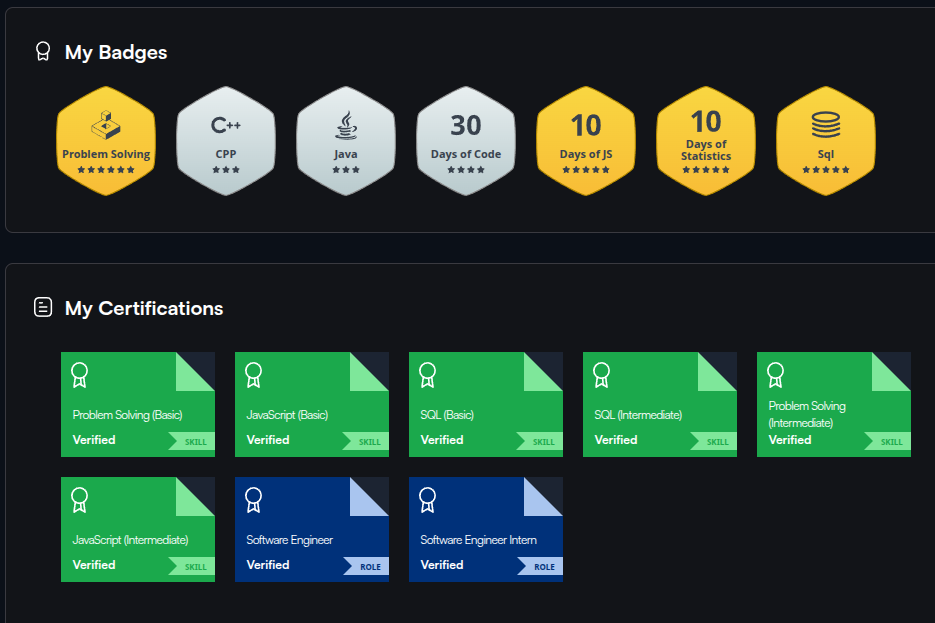 My Badges
C++
30
10
10
Problem Solving
CPP
Java
Days of Code
Days of JS
Days of
Statistics
Sql
My Certifications
Problem Solving (Basic)
Verified
SKILL
JavaScript (Basic)
Verified
SKILL
SQL (Basic)
Verified
SKILL
SQL (Intermediate)
Verified
SKILL
Problem Solving
(Intermediate)
Verified
SKILL
JavaScript (Intermediate)
Verified
SKILL
Software Engineer
Verified
ROLE
Software Engineer Intern
Verified
ROLE